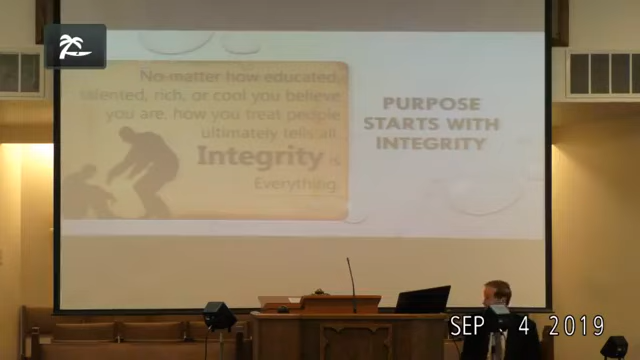 No matter how educated,
talented, rich, or cool you believe
you are, how you treat people
ultimately tells all.
Integrity is
Everything.
PURPOSE
STARTS WITH
INTEGRITY
SEP 4 2019